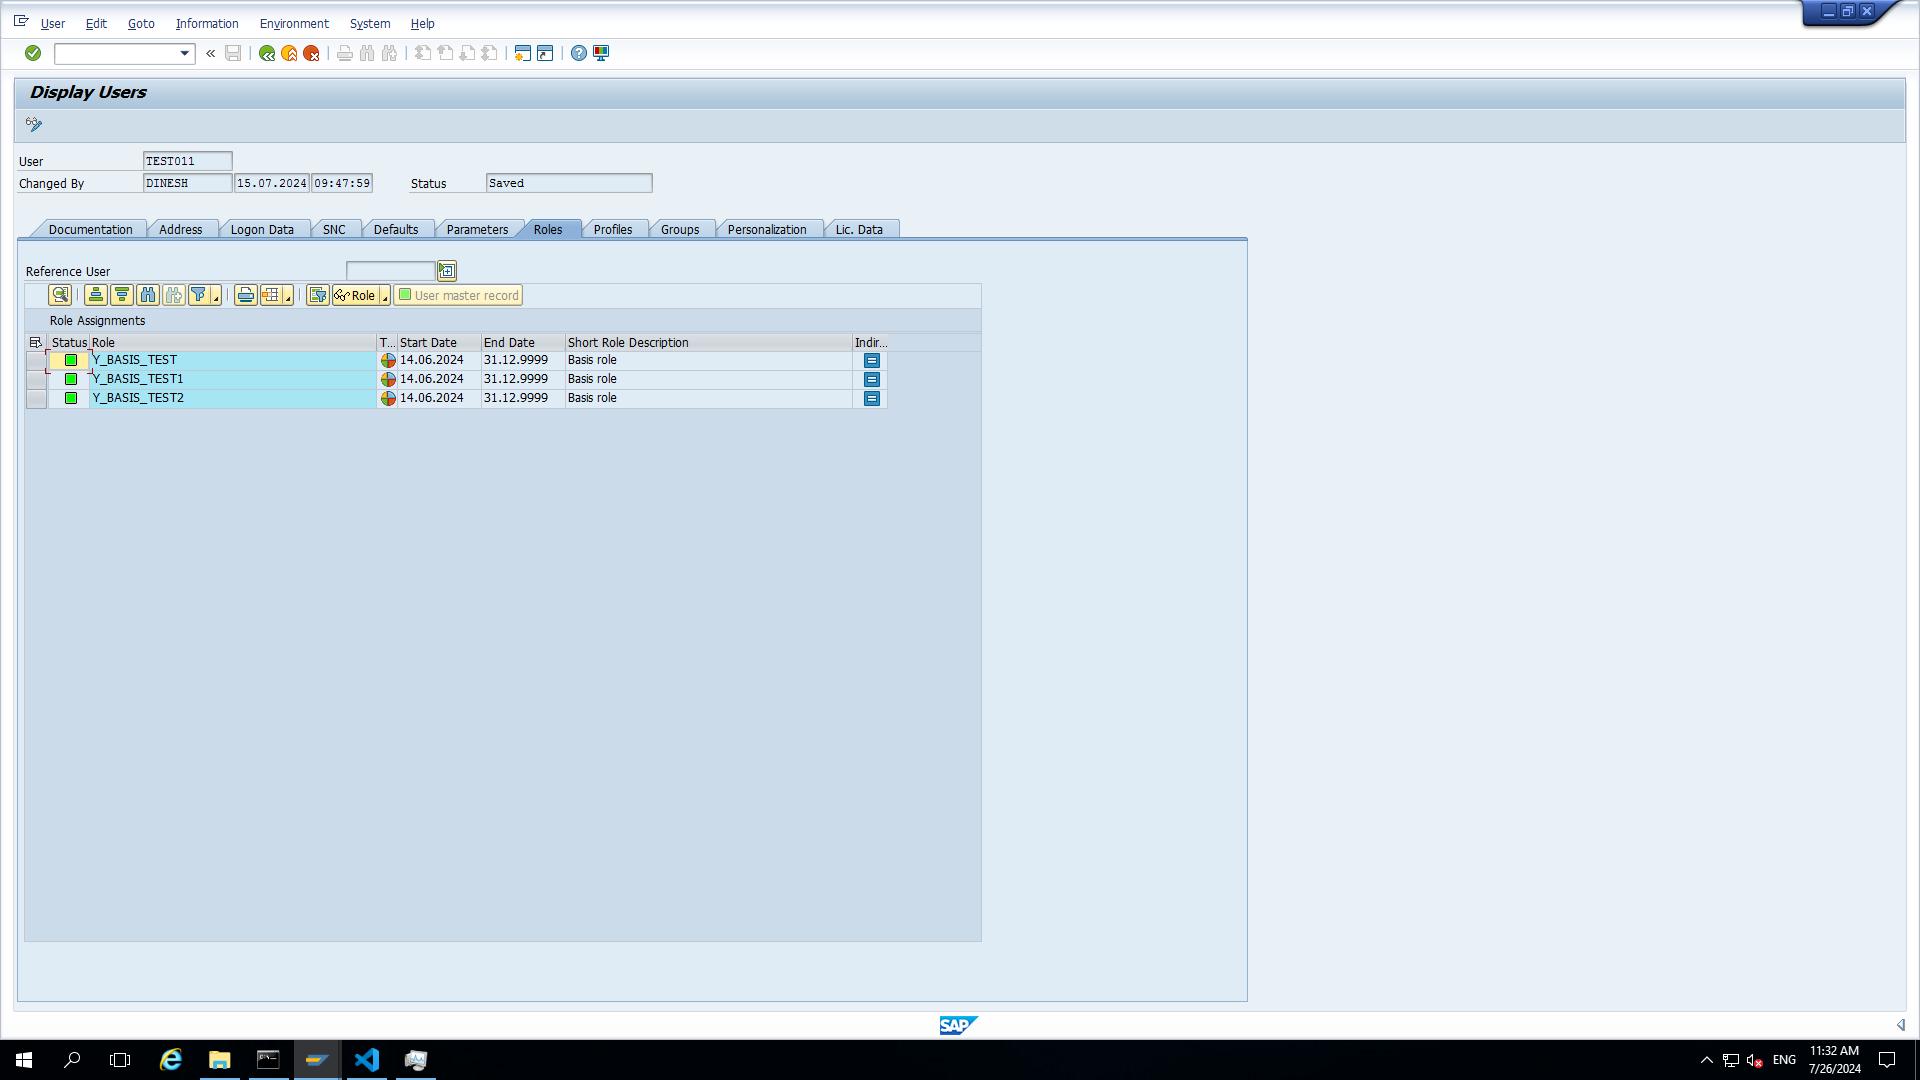 User Edit Goto Information Environment System Help
Display Users
User TEST011
Changed By DINESH 15.07.2024 09:47:59 Status Saved
Documentation Address Logon Data SNC Defaults Parameters Roles Profiles Groups Personalization Lic. Data
Reference User
Role User master record
Role Assignments
Status Role T... Start Date End Date Short Role Description Indir...
Y_BASIS_TEST 14.06.2024 31.12.9999 Basis role
Y_BASIS_TEST1 14.06.2024 31.12.9999 Basis role
Y_BASIS_TEST2 14.06.2024 31.12.9999 Basis role
SAP
ENG 11:32 AM
7/26/2024